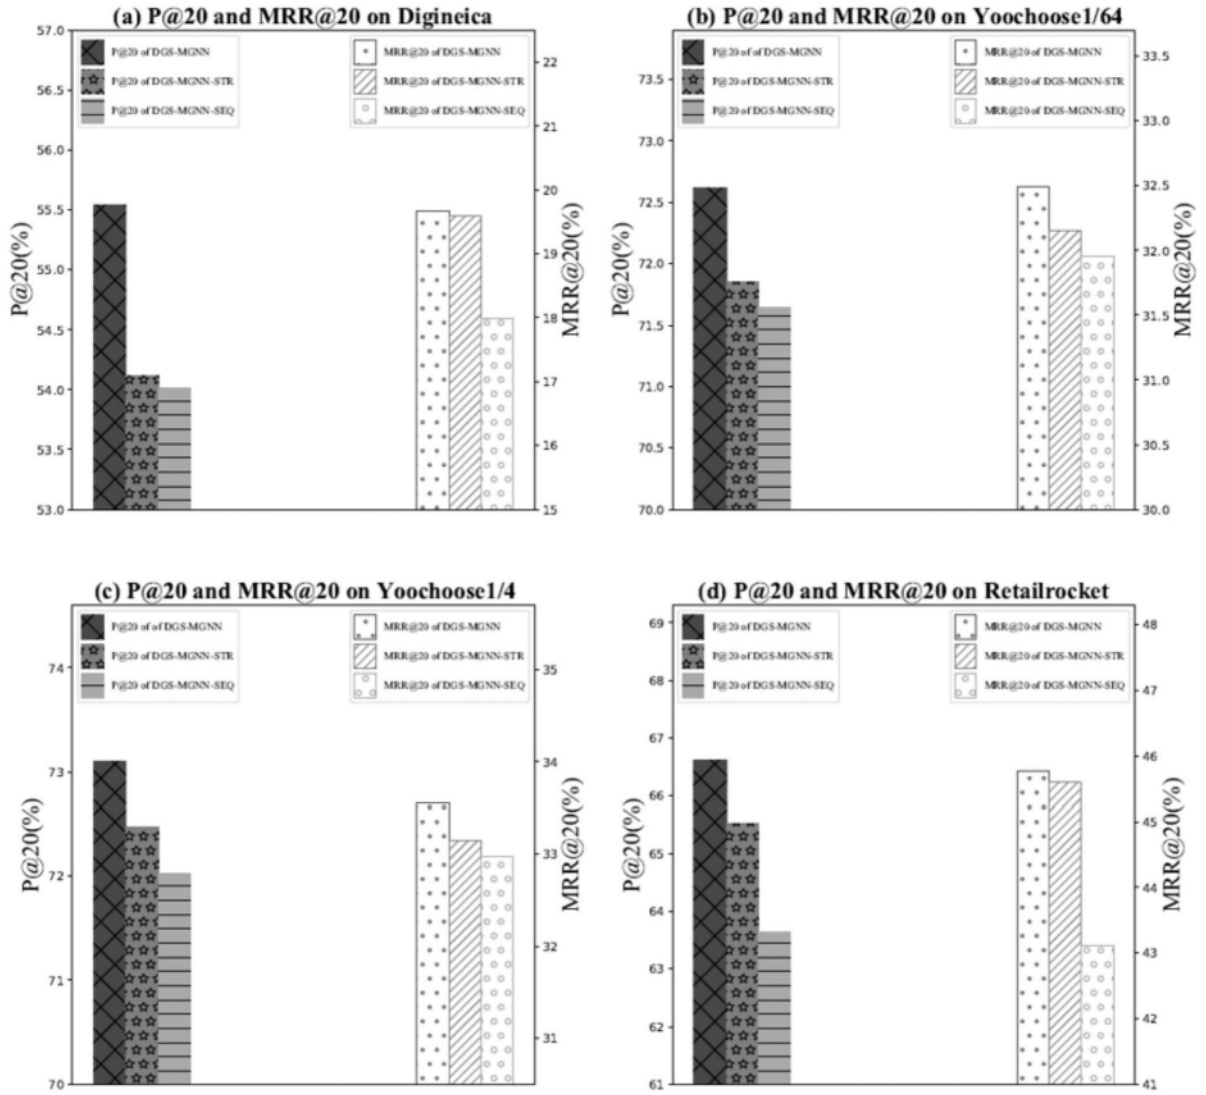 (a) P@20 and MRR@20 on Digineica
P@20 of of DGS-MGNN
P@20 of DGS-MGNN-STR
P@20 of DGS-MGNN-SEQ
MRR@20 of DGS-MGNN
MRR@20 of DGS-MGNN-STR
MRR@20 of DGS-MGNN-SEQ
57.0
56.5
56.0
55.5
55.0
54.5
54.0
53.5
53.0
P@20(%)
22
21
20
19
18
17
16
15
MRR@20(%)
(b) P@20 and MRR@20 on Yoochoose1/64
P@20 of DGS-MGNN
P@20 of DGS-MGNN-STR
P@20 of DGS-MGNN-SEQ
MRR@20 of DGS-MGNN
MRR@20 of DGS-MGNN-STR
MRR@20 of DGS-MGNN-SEQ
73.5
73.0
72.5
72.0
71.5
71.0
70.5
70.0
P@20(%)
33.5
33.0
32.5
32.0
31.5
31.0
30.5
30.0
MRR@20(%)
(c) P@20 and MRR@20 on Yoochoose1/4
P@20 of of DGS-MGNN
P@20 of DGS-MGNN-STR
P@20 of DGS-MGNN-SEQ
MRR@20 of DGS-MGNN
MRR@20 of DGS-MGNN-STR
MRR@20 of DGS-MGNN-SEQ
74
73
72
71
70
P@20(%)
35
34
33
32
31
MRR@20(%)
(d) P@20 and MRR@20 on Retailrocket
P@20 of DGS-MGNN
P@20 of DGS-MGNN-STR
P@20 of DGS-MGNN-SEQ
MRR@20 of DGS-MGNN
MRR@20 of DGS-MGNN-STR
MRR@20 of DGS-MGNN-SEQ
69
68
67
66
65
64
63
62
61
P@20(%)
48
47
46
45
44
43
42
41
MRR@20(%)